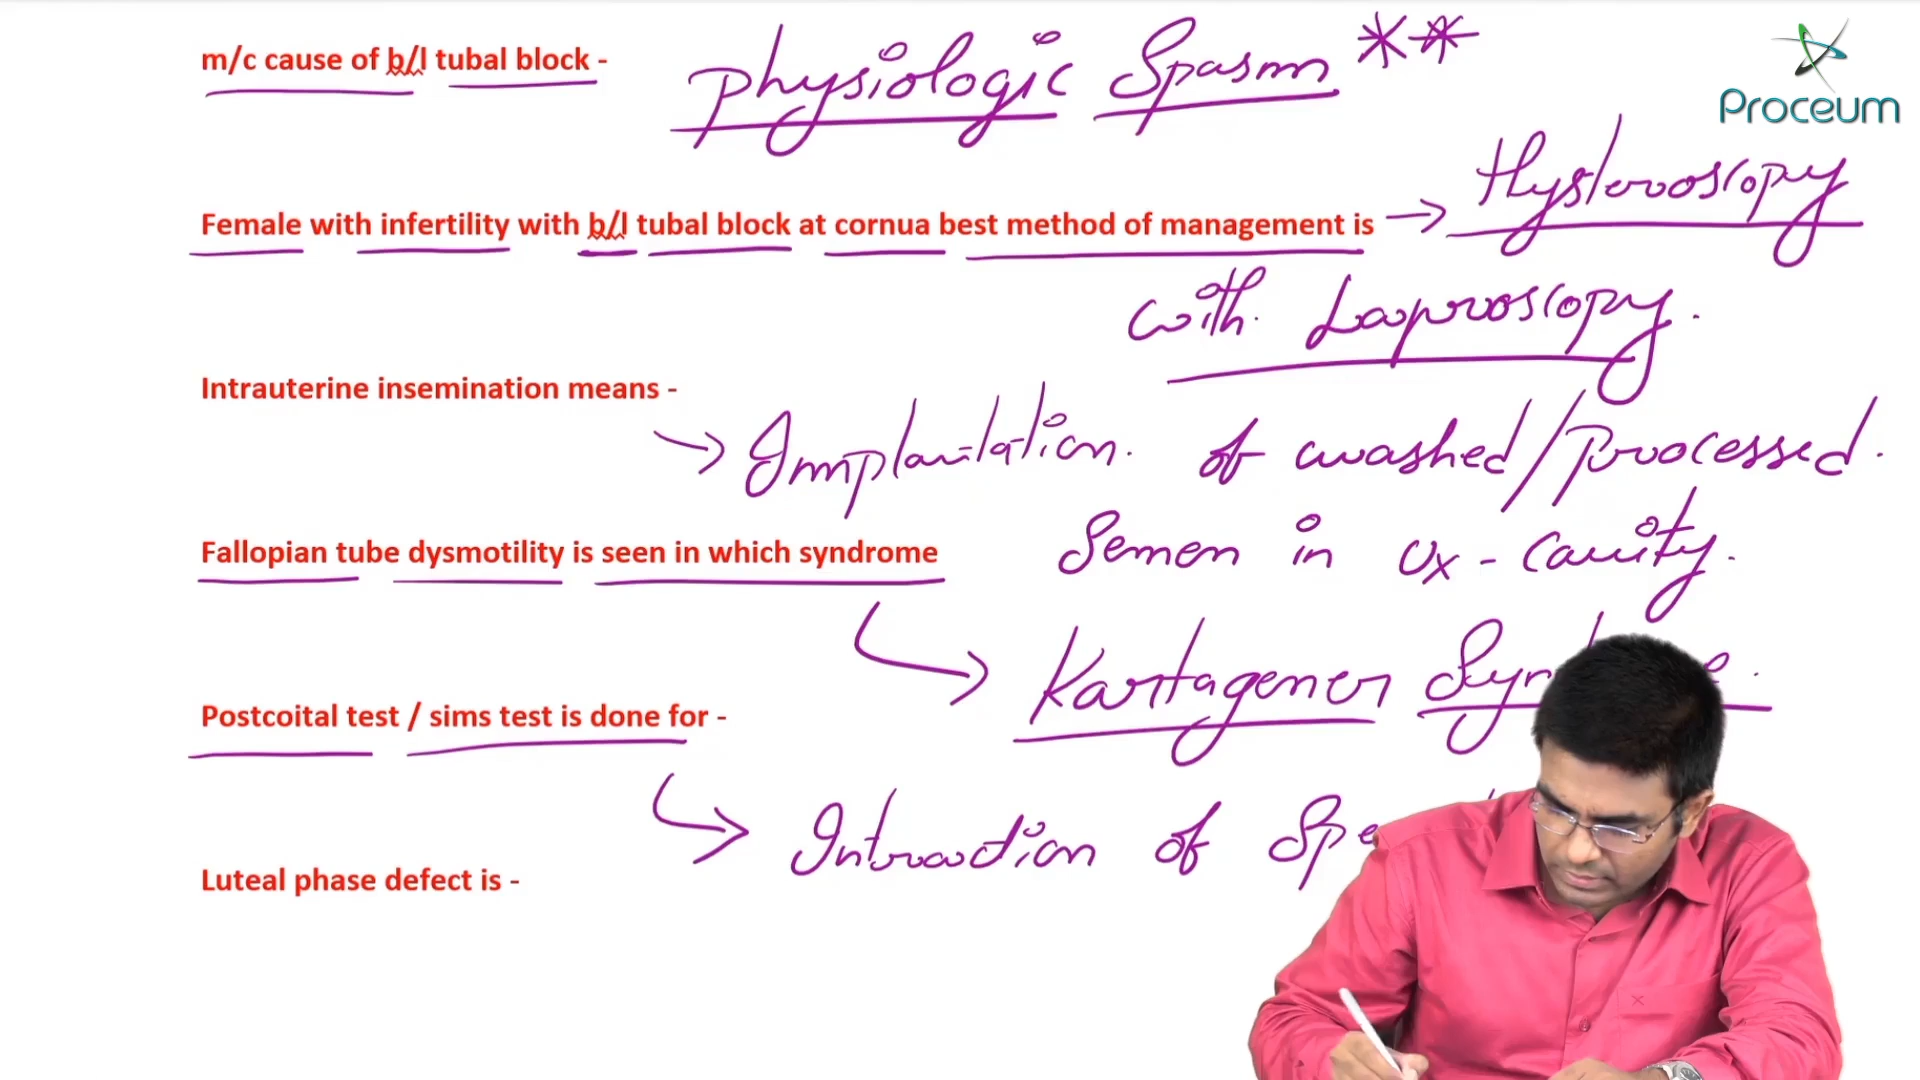 m/c cause of b/l tubal block -
physiologic Spasm **
Proceum
Female with infertility with b/l tubal block at cornua best method of management is → Hysteroscopy
with Laproscopy.
Intrauterine insemination means -
→ Implantation. of washed/processed.
Semen in Ux - Cavity.
Fallopian tube dysmotility is seen in which syndrome
→ Kartagener
Postcoital test / sims test is done for -
→ Interaction of
Luteal phase defect is -